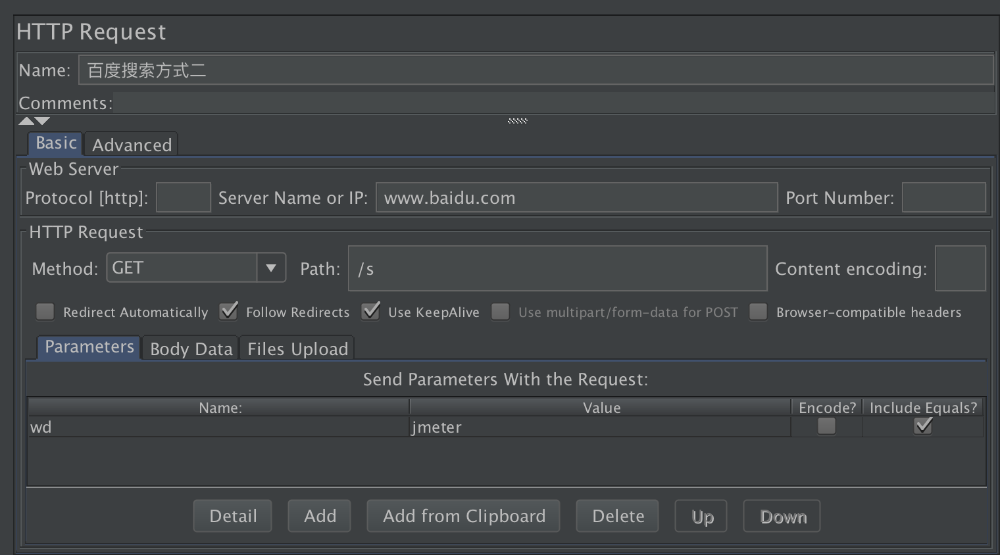 HTTP Request
Name: 百度搜索方式二
Comments:
Basic Advanced
Web Server
Protocol [http]: Server Name or IP: www.baidu.com Port Number:
HTTP Request
Method: GET Path: /s Content encoding:
Redirect Automatically Follow Redirects Use KeepAlive Use multipart/form-data for POST Browser-compatible headers
Parameters Body Data Files Upload
Send Parameters With the Request:
Name: Value Encode? Include Equals?
wd jmeter
Detail Add Add from Clipboard Delete Up Down